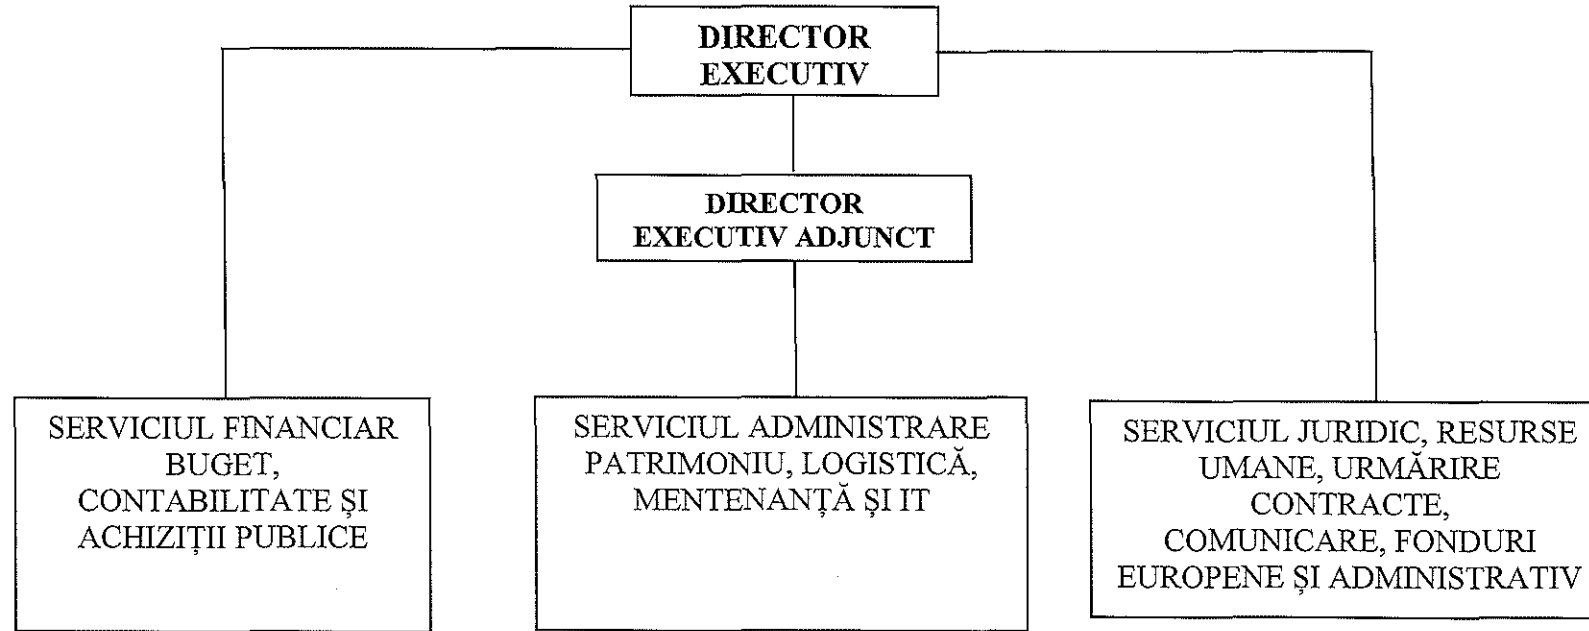 DIRECTOR
EXECUTIV
DIRECTOR
EXECUTIV ADJUNCT
SERVICIUL FINANCIAR
BUGET,
CONTABILITATE ȘI
ACHIZIȚII PUBLICE
SERVICIUL ADMINISTRARE
PATRIMONIU, LOGISTICĂ,
MENTENANȚĂ ȘI IT
SERVICIUL JURIDIC, RESURSE
UMANE, URMĂRIRE
CONTRACTE,
COMUNICARE, FONDURI
EUROPENE ȘI ADMINISTRATIV